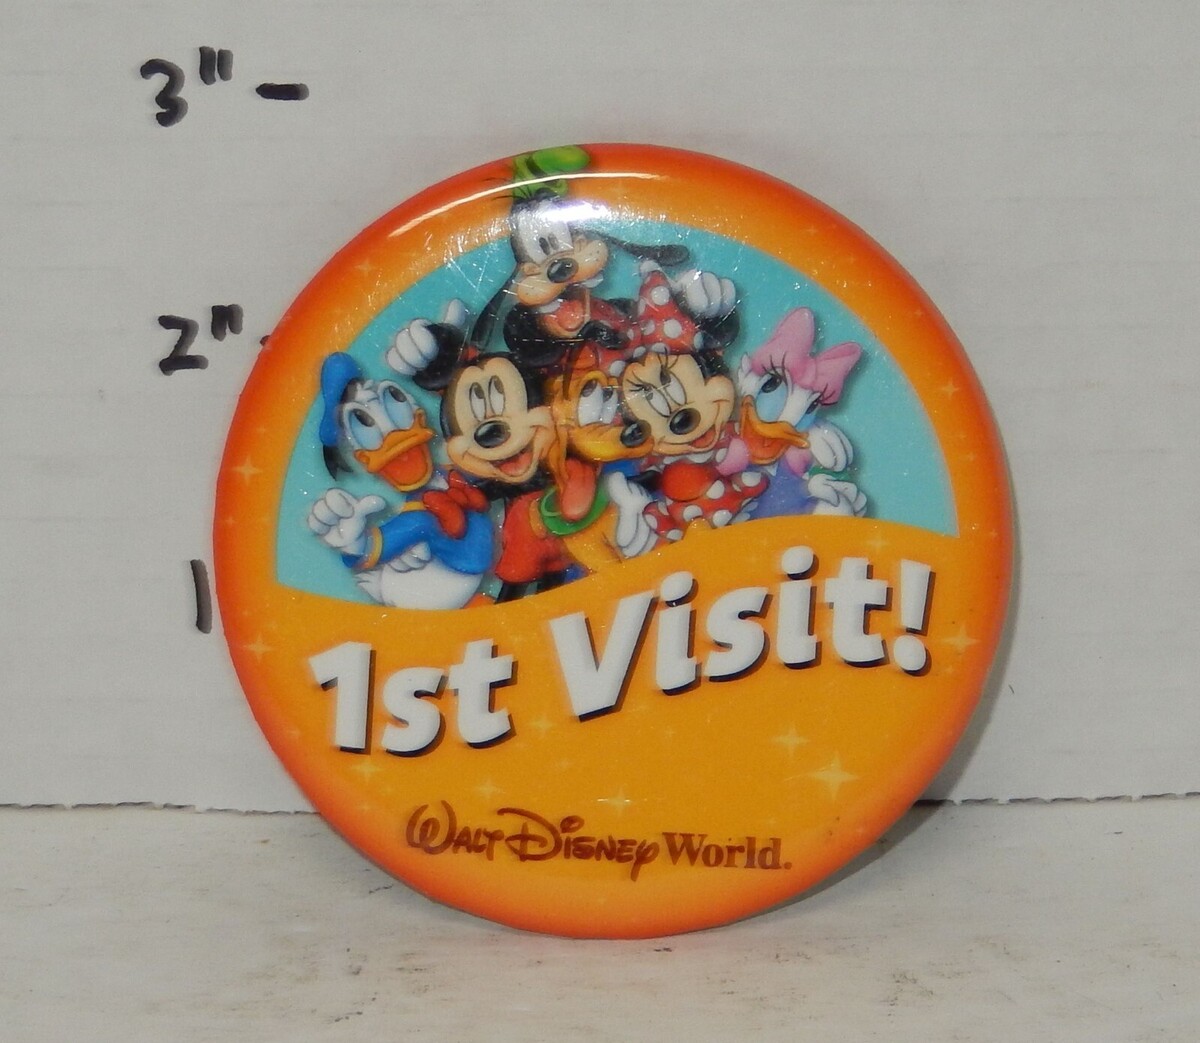 3" -
2" -
1
1st Visit!
Walt Disney World.